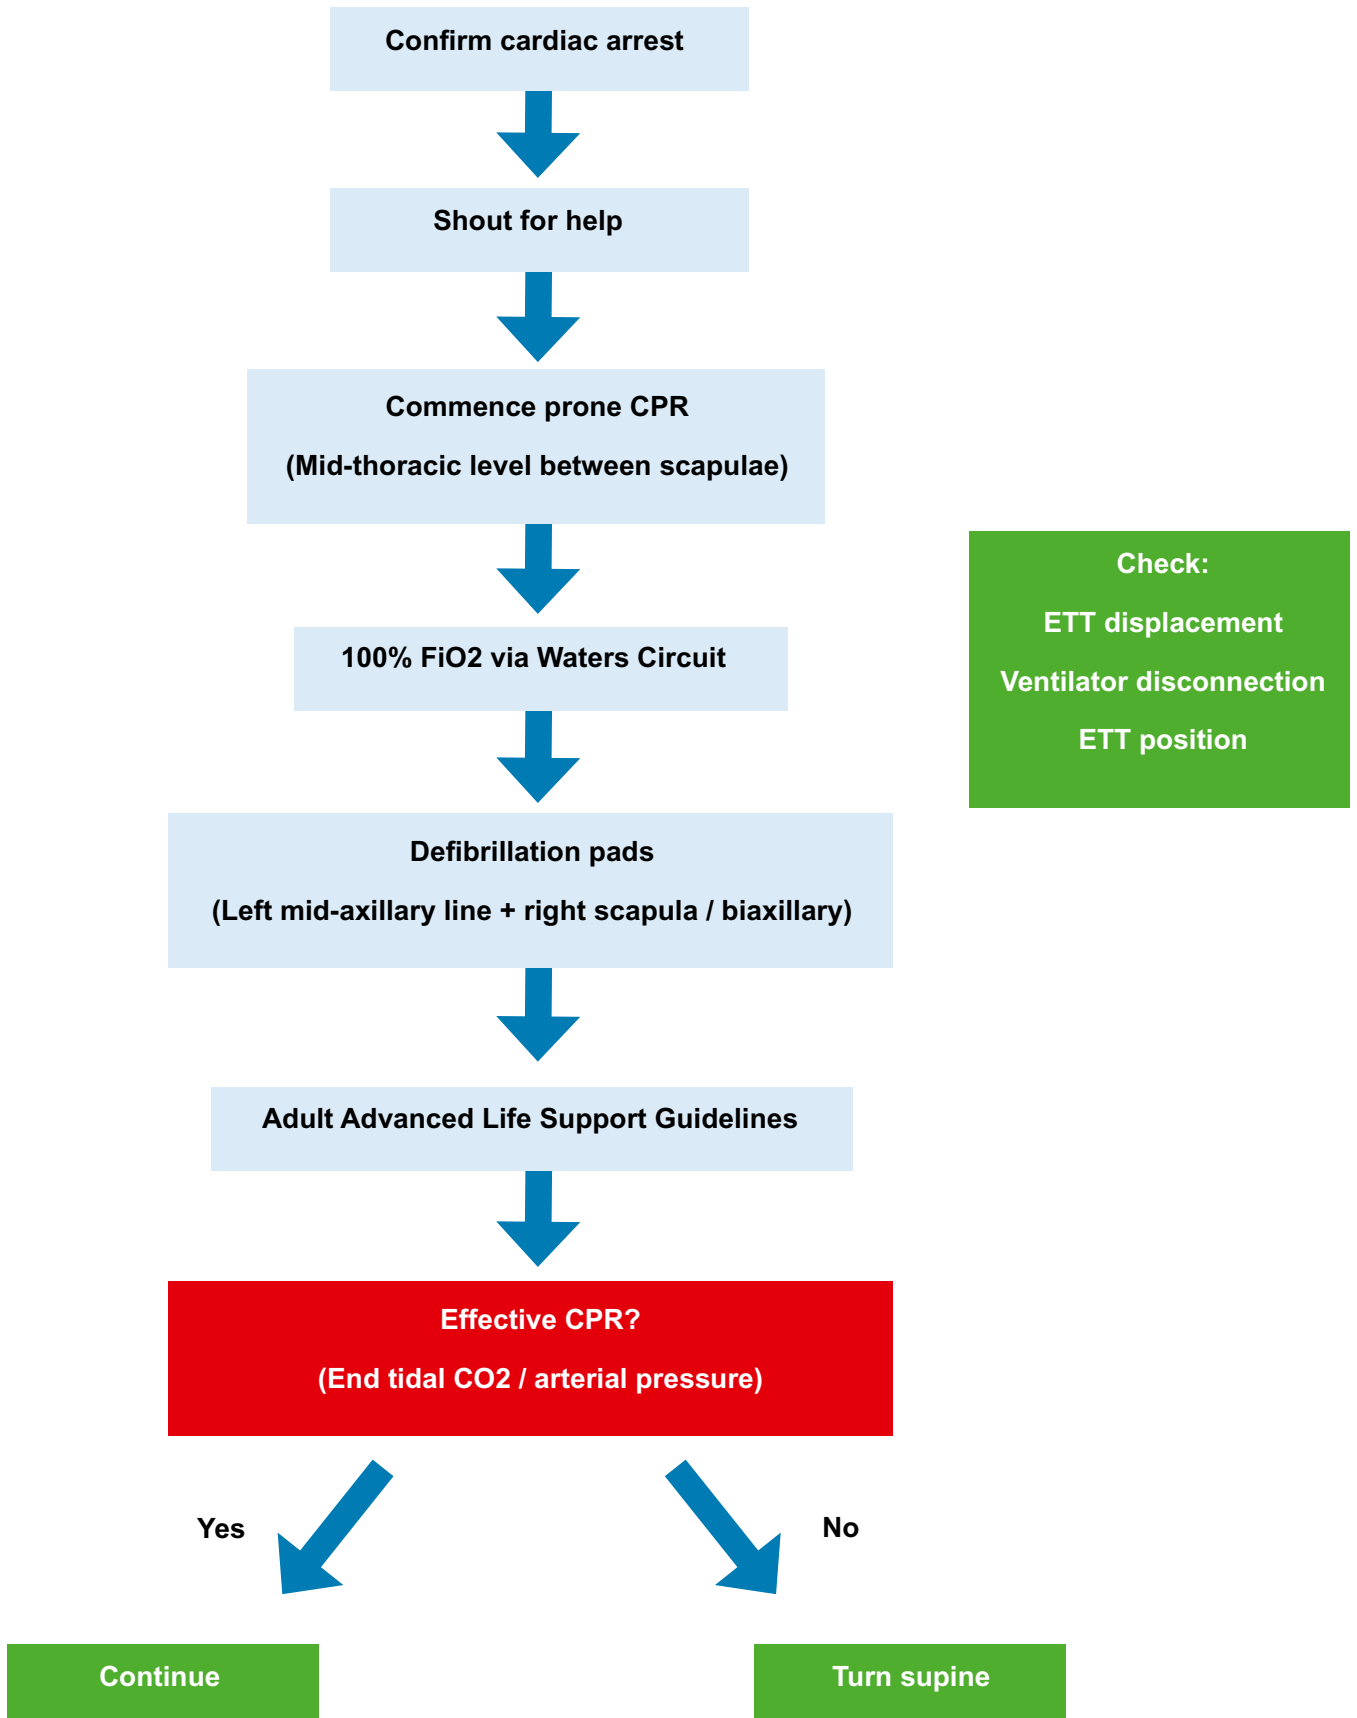 Confirm cardiac arrest
Shout for help
Commence prone CPR
(Mid-thoracic level between scapulae)
Check:
ETT displacement
Ventilator disconnection
ETT position
100% FiO2 via Waters Circuit
Defibrillation pads
(Left mid-axillary line + right scapula / biaxillary)
Adult Advanced Life Support Guidelines
Effective CPR?
(End tidal CO2 / arterial pressure)
Yes
No
Continue
Turn supine